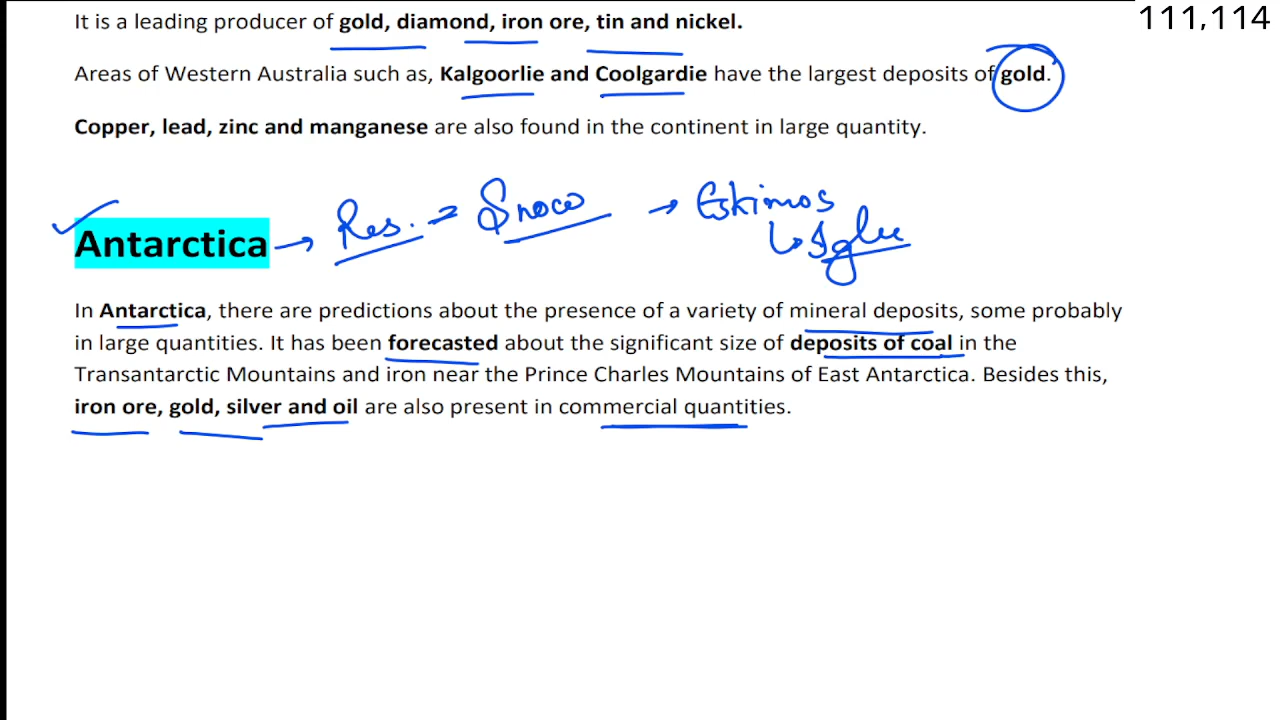 It is a leading producer of gold, diamond, iron ore, tin and nickel.
111,114
Areas of Western Australia such as, Kalgoorlie and Coolgardie have the largest deposits of gold.
Copper, lead, zinc and manganese are also found in the continent in large quantity.
Antarctica → Res. = Snow → Eskimos
↳ Iglu
In Antarctica, there are predictions about the presence of a variety of mineral deposits, some probably
in large quantities. It has been forecasted about the significant size of deposits of coal in the
Transantarctic Mountains and iron near the Prince Charles Mountains of East Antarctica. Besides this,
iron ore, gold, silver and oil are also present in commercial quantities.